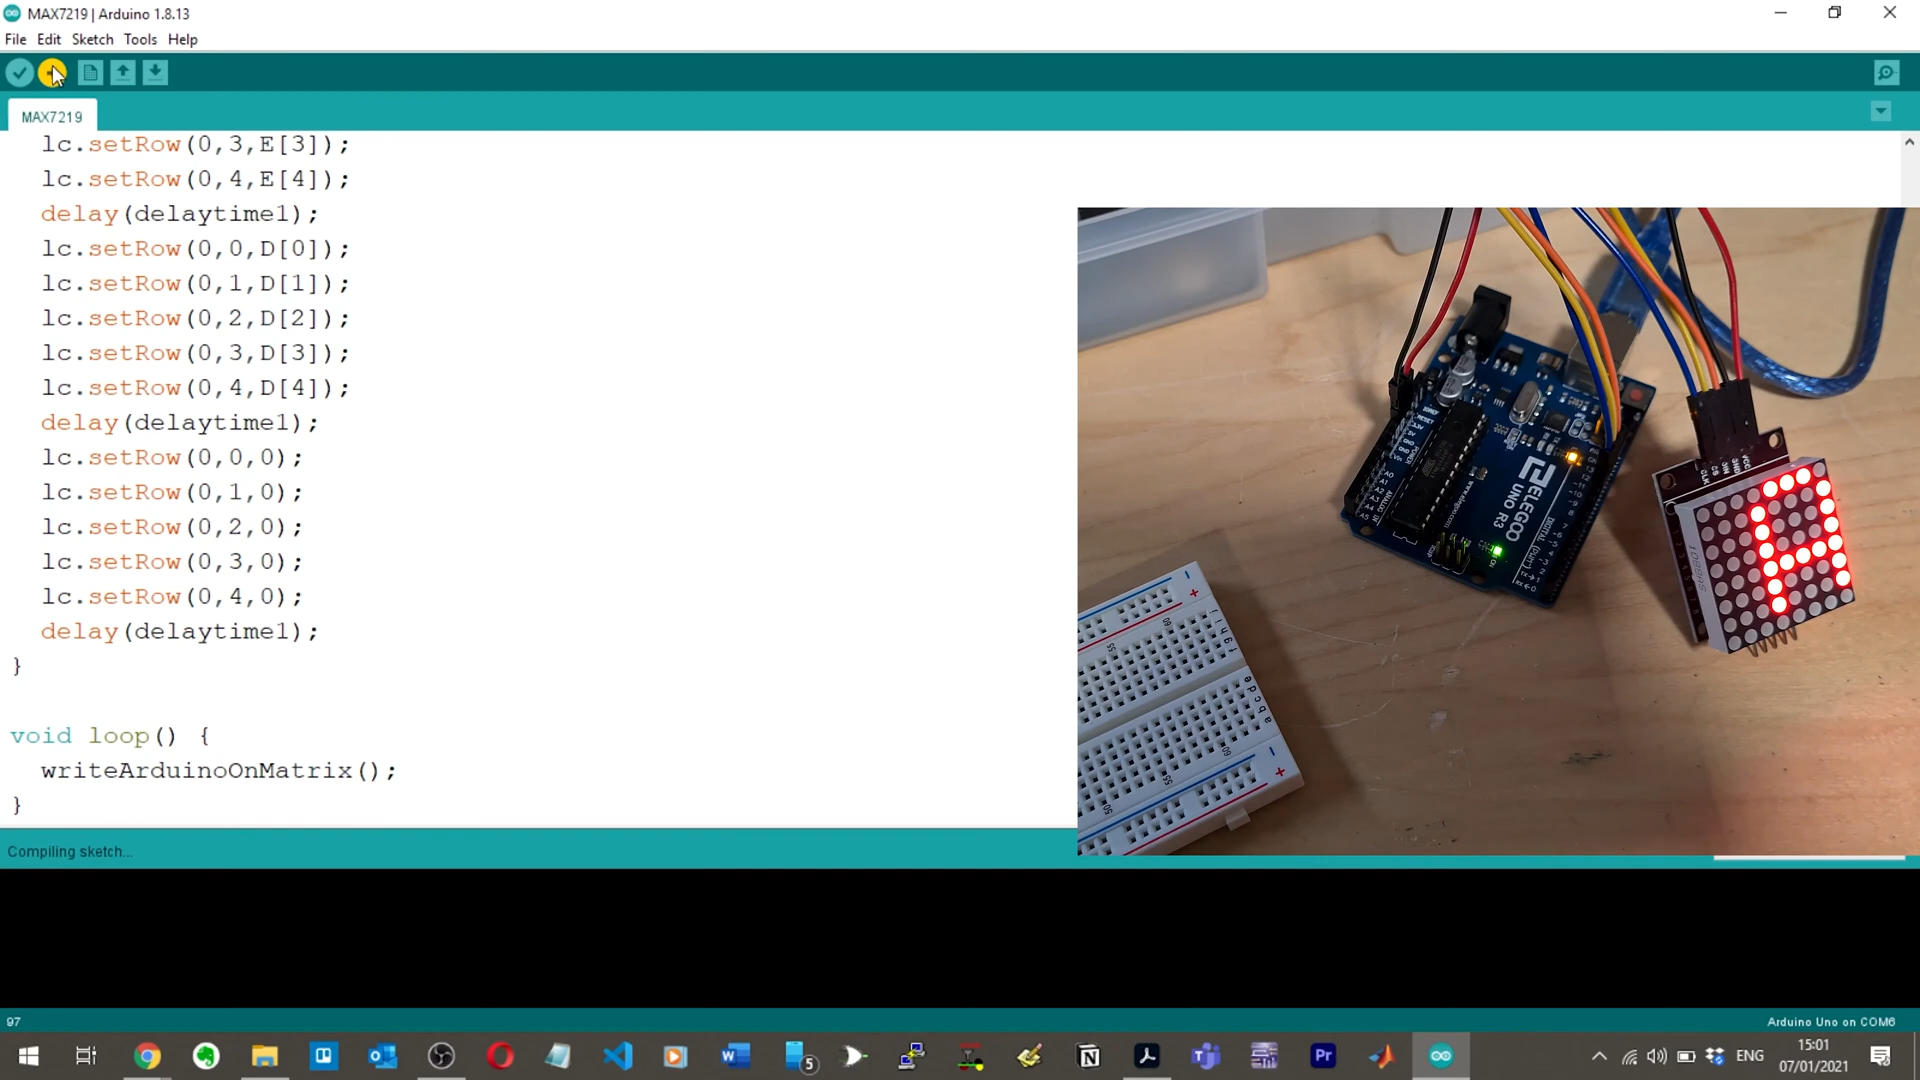 MAX7219 | Arduino 1.8.13
File Edit Sketch Tools Help
MAX7219
lc.setRow(0,3,E[3]);
lc.setRow(0,4,E[4]);
delay(delaytime1);
lc.setRow(0,0,D[0]);
lc.setRow(0,1,D[1]);
lc.setRow(0,2,D[2]);
lc.setRow(0,3,D[3]);
lc.setRow(0,4,D[4]);
delay(delaytime1);
lc.setRow(0,0,0);
lc.setRow(0,1,0);
lc.setRow(0,2,0);
lc.setRow(0,3,0);
lc.setRow(0,4,0);
delay(delaytime1);
}
void loop() {
writeArduinoOnMatrix();
}
ELEGOO
UNO R3
1088AS
Compiling sketch...
97
Arduino Uno on COM6
5
ENG
15:01
07/01/2021